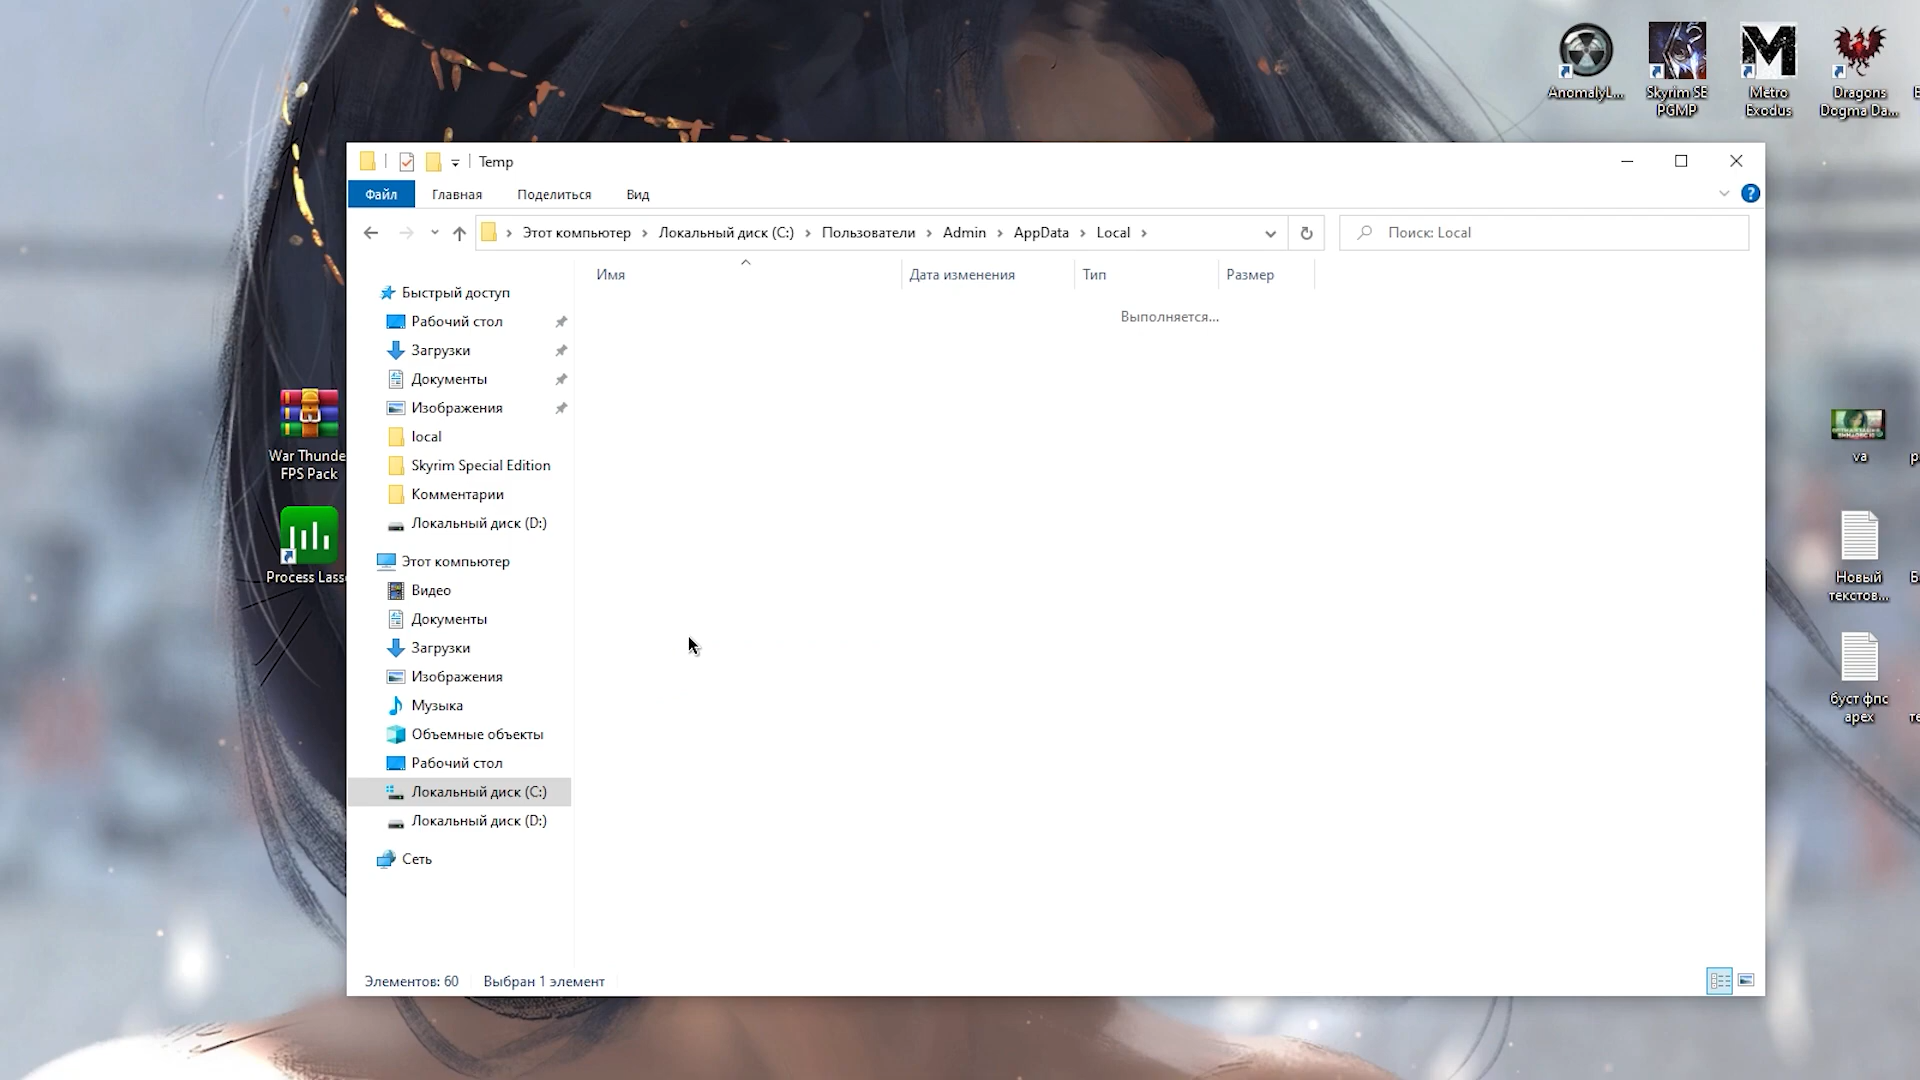 AnomalyL...
Skyrim SE
PGMP
Metro
Exodus
Dragons
Dogma Da...
Temp
Файл
Главная
Поделиться
Вид
Этот компьютер
Локальный диск (C:)
Пользователи
Admin
AppData
Local
Поиск: Local
Имя
Дата изменения
Тип
Размер
Выполняется...
Быстрый доступ
Рабочий стол
Загрузки
Документы
Изображения
local
Skyrim Special Edition
Комментарии
Локальный диск (D:)
Этот компьютер
Видео
Документы
Загрузки
Изображения
Музыка
Объемные объекты
Рабочий стол
Локальный диск (C:)
Локальный диск (D:)
Сеть
Элементов: 60
Выбран 1 элемент
War Thunde
FPS Pack
Process Lass
va
Новый
текстов...
буст фпс
apex